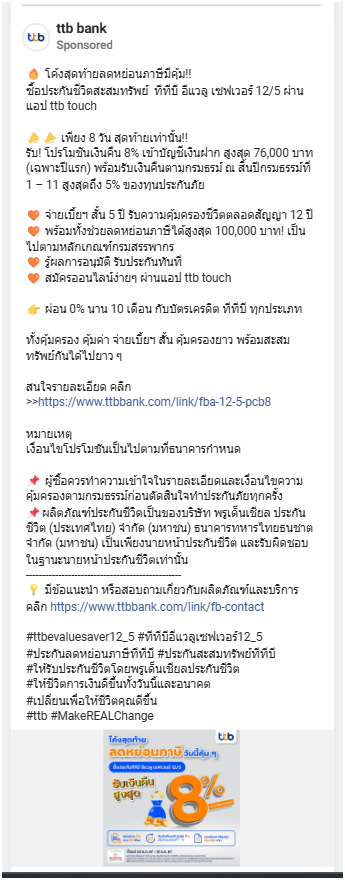 ttb bank
Sponsored
🔥 โค้งสุดท้ายลดหย่อนภาษีมีคุ้ม!!
ซื้อประกันชีวิตสะสมทรัพย์ ทีทีบี อีแวลู เซฟเวอร์ 12/5 ผ่าน
แอป ttb touch
📣 📣 เพียง 8 วัน สุดท้ายเท่านั้น!!
รับ! โปรโมชันเงินคืน 8% เข้าบัญชีเงินฝาก สูงสุด 76,000 บาท
(เฉพาะปีแรก) พร้อมรับเงินคืนตามกรมธรรม์ ณ สิ้นปีกรมธรรม์ที่
1 – 11 สูงสุดถึง 5% ของทุนประกันภัย
🧡 จ่ายเบี้ยฯ สั้น 5 ปี รับความคุ้มครองชีวิตตลอดสัญญา 12 ปี
🧡 พร้อมทั้งช่วยลดหย่อนภาษีได้สูงสุด 100,000 บาท! เป็น
ไปตามหลักเกณฑ์กรมสรรพากร
🧡 รู้ผลการอนุมัติ รับประกันทันที
🧡 สมัครออนไลน์ง่ายๆ ผ่านแอป ttb touch
👉 ผ่อน 0% นาน 10 เดือน กับบัตรเครดิต ทีทีบี ทุกประเภท
ทั้งคุ้มครอง คุ้มค่า จ่ายเบี้ยฯ สั้น คุ้มครองยาว พร้อมสะสม
ทรัพย์กันได้ไปยาว ๆ
สนใจรายละเอียด คลิก
>>https://www.ttbbank.com/link/fba-12-5-pcb8
หมายเหตุ
เงื่อนไขโปรโมชันเป็นไปตามที่ธนาคารกำหนด
📌 ผู้ซื้อควรทำความเข้าใจในรายละเอียดและเงื่อนไขความ
คุ้มครองตามกรมธรรม์ก่อนตัดสินใจทำประกันภัยทุกครั้ง
📌ผลิตภัณฑ์ประกันชีวิตเป็นของบริษัท พรูเด็นเชียล ประกัน
ชีวิต (ประเทศไทย) จำกัด (มหาชน) ธนาคารทหารไทยธนชาต
จำกัด (มหาชน) เป็นเพียงนายหน้าประกันชีวิต และรับผิดชอบ
ในฐานะนายหน้าประกันชีวิตเท่านั้น
--------------------------------------------------
💡 มีข้อแนะนำ หรือสอบถามเกี่ยวกับผลิตภัณฑ์และบริการ
คลิก https://www.ttbbank.com/link/fb-contact
#ttbevaluesaver12_5 #ทีทีบีอีแวลูเซฟเวอร์12_5
#ประกันลดหย่อนภาษีทีทีบี #ประกันสะสมทรัพย์ทีทีบี
#ให้รับประกันชีวิตโดยพรูเด็นเชียลประกันชีวิต
#ให้ชีวิตการเงินดีขึ้นทั้งวันนี้และอนาคต
#เปลี่ยนเพื่อให้ชีวิตคุณดีขึ้น
#ttb #MakeREALChange
ttb
โค้งสุดท้าย
ลดหย่อนภาษี วันนี้คุ้ม ๆ
รับเงินคืน
สูงสุด
8%